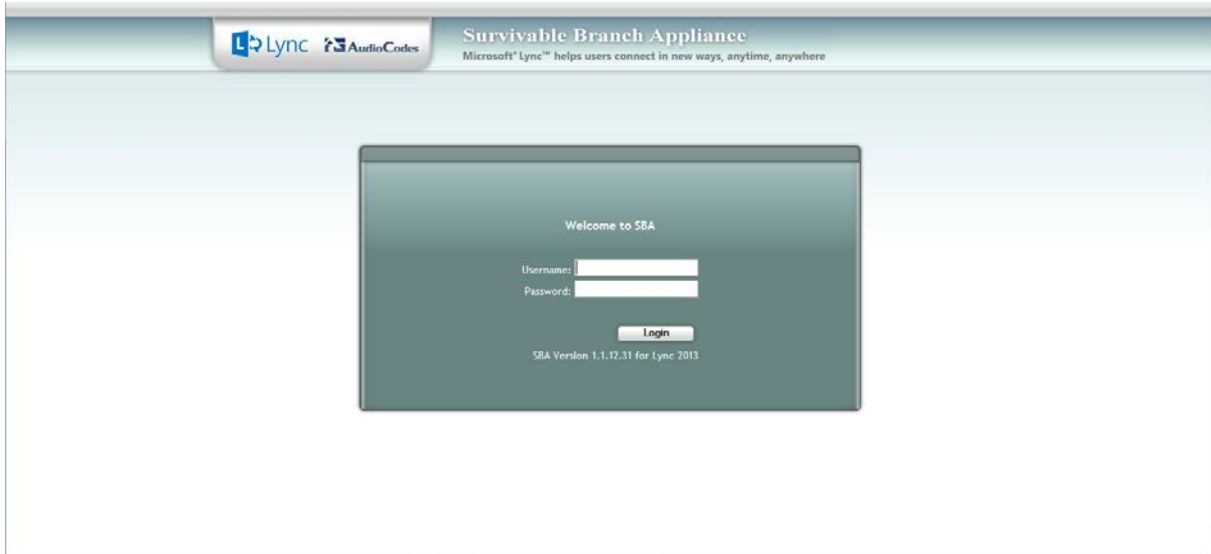 Lync AudioCodes
Survivable Branch Appliance
Microsoft® Lync™ helps users connect in new ways, anytime, anywhere
Welcome to SBA
Username:
Password:
Login
SBA Version 1.1.12.31 for Lync 2013